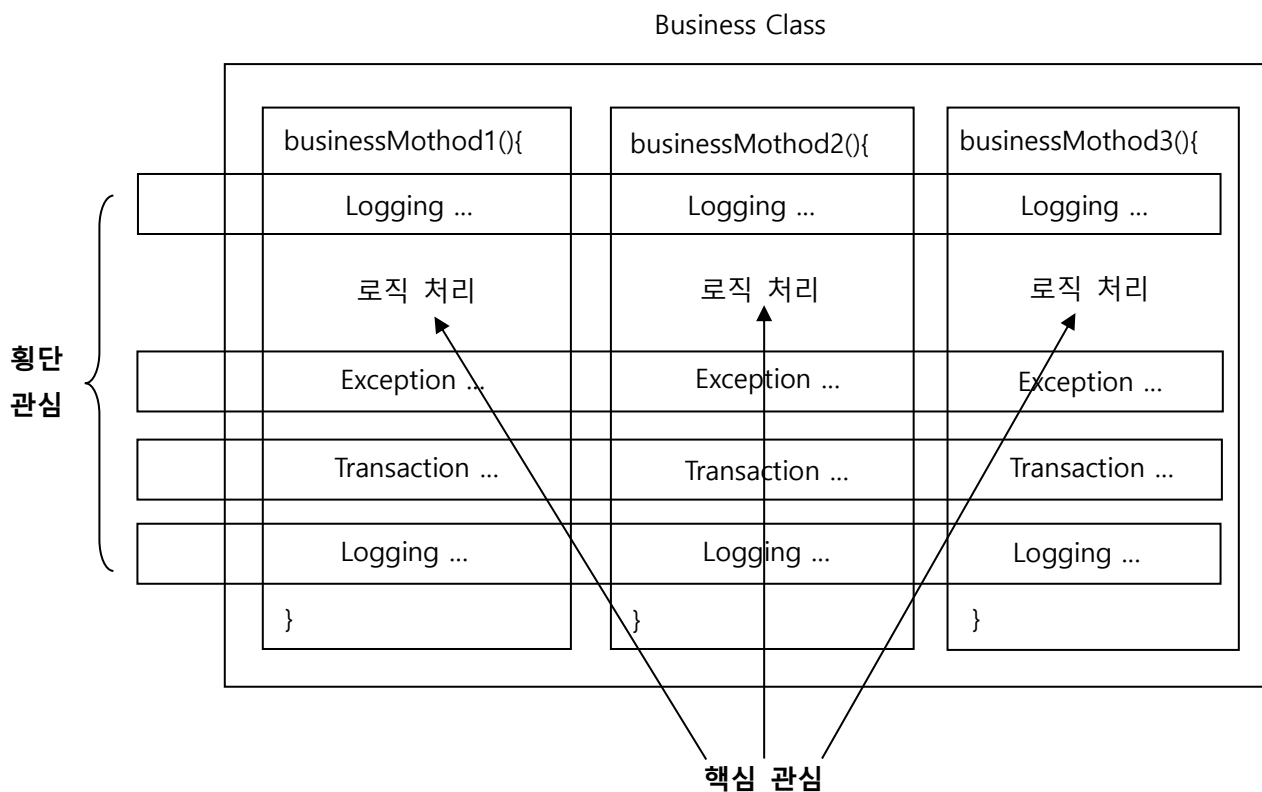 Business Class
businessMothod1(){
businessMothod2(){
businessMothod3(){
Logging ...
Logging ...
Logging ...
로직 처리
로직 처리
로직 처리
횡단
관심
Exception ...
Exception ...
Exception ...
Transaction ...
Transaction ...
Transaction ...
Logging ...
Logging ...
Logging ...
}
}
}
핵심 관심